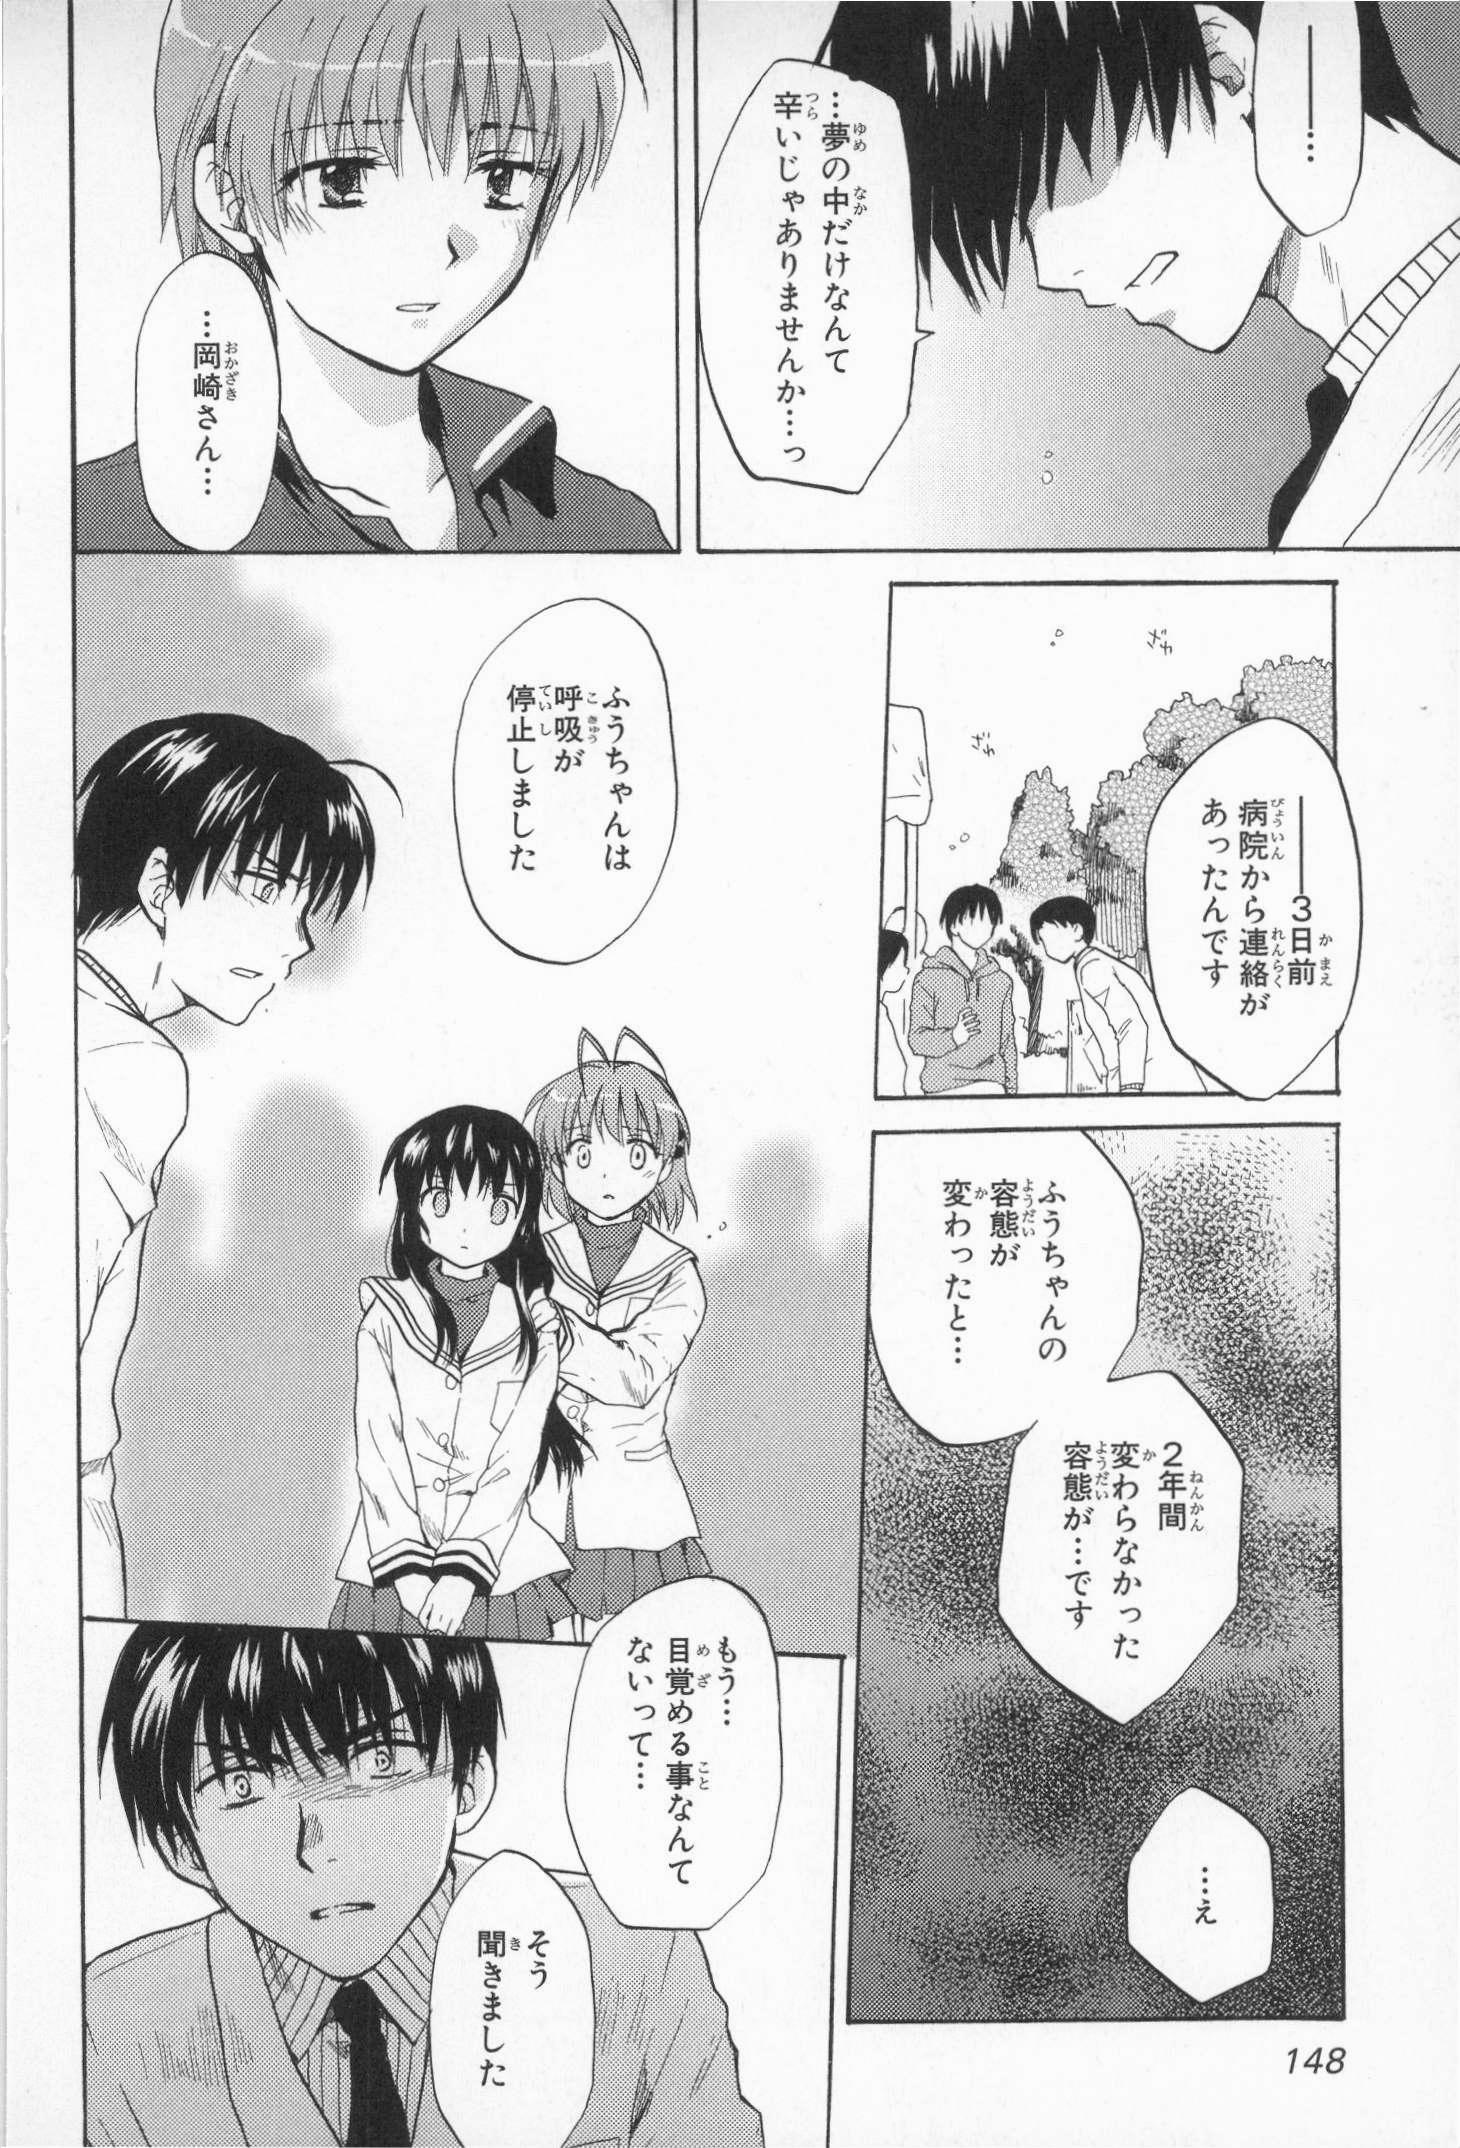 ───…
…夢の中だけなんて
辛いじゃありませんか…っ
…岡崎さん…
───3日前
病院から連絡が
あったんです
ふうちゃんの
容態が
変わったと…
2年間
変わらなかった
容態が…です
…え
ふうちゃんは
呼吸が
停止しました
もう…
目覚める事なんて
ないって…
そう
聞きました
148